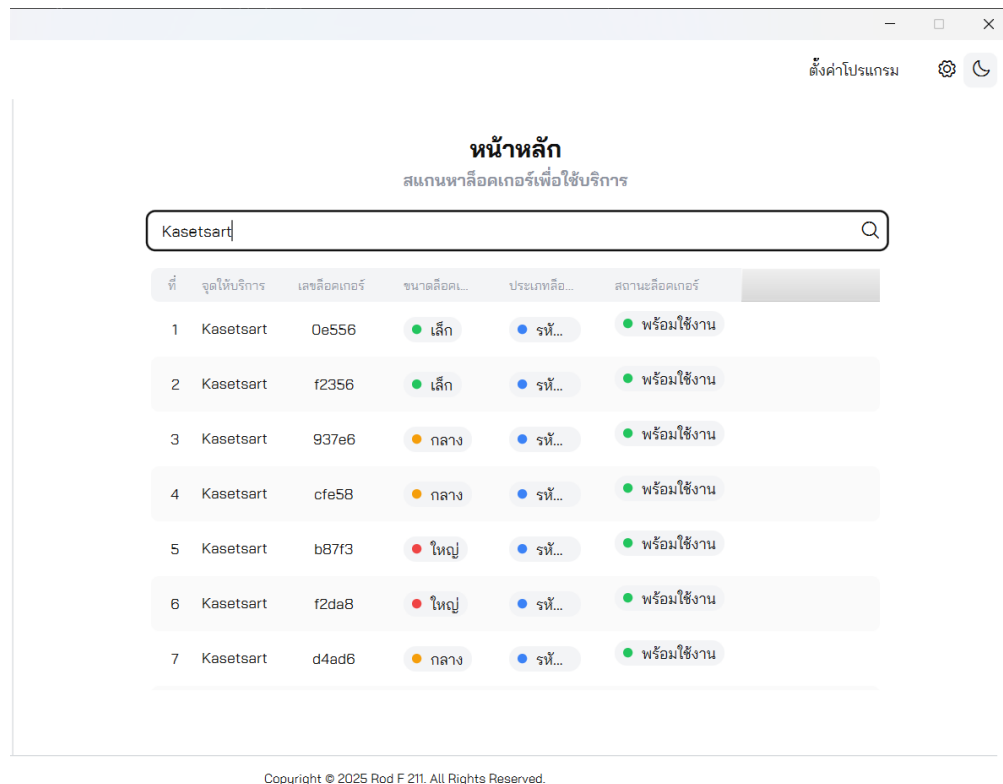 ตั้งค่าโปรแกรม
หน้าหลัก
สแกนหาล็อคเกอร์เพื่อใช้บริการ
Kasetsart
ที่ จุดให้บริการ เลขล็อคเกอร์ ขนาดล็อคเ... ประเภทล็อ... สถานะล็อคเกอร์
1 Kasetsart 0e556 เล็ก รหั... พร้อมใช้งาน
2 Kasetsart f2356 เล็ก รหั... พร้อมใช้งาน
3 Kasetsart 937e6 กลาง รหั... พร้อมใช้งาน
4 Kasetsart cfe58 กลาง รหั... พร้อมใช้งาน
5 Kasetsart b87f3 ใหญ่ รหั... พร้อมใช้งาน
6 Kasetsart f2da8 ใหญ่ รหั... พร้อมใช้งาน
7 Kasetsart d4ad6 กลาง รหั... พร้อมใช้งาน
Copyright © 2025 Rod F 211. All Rights Reserved.